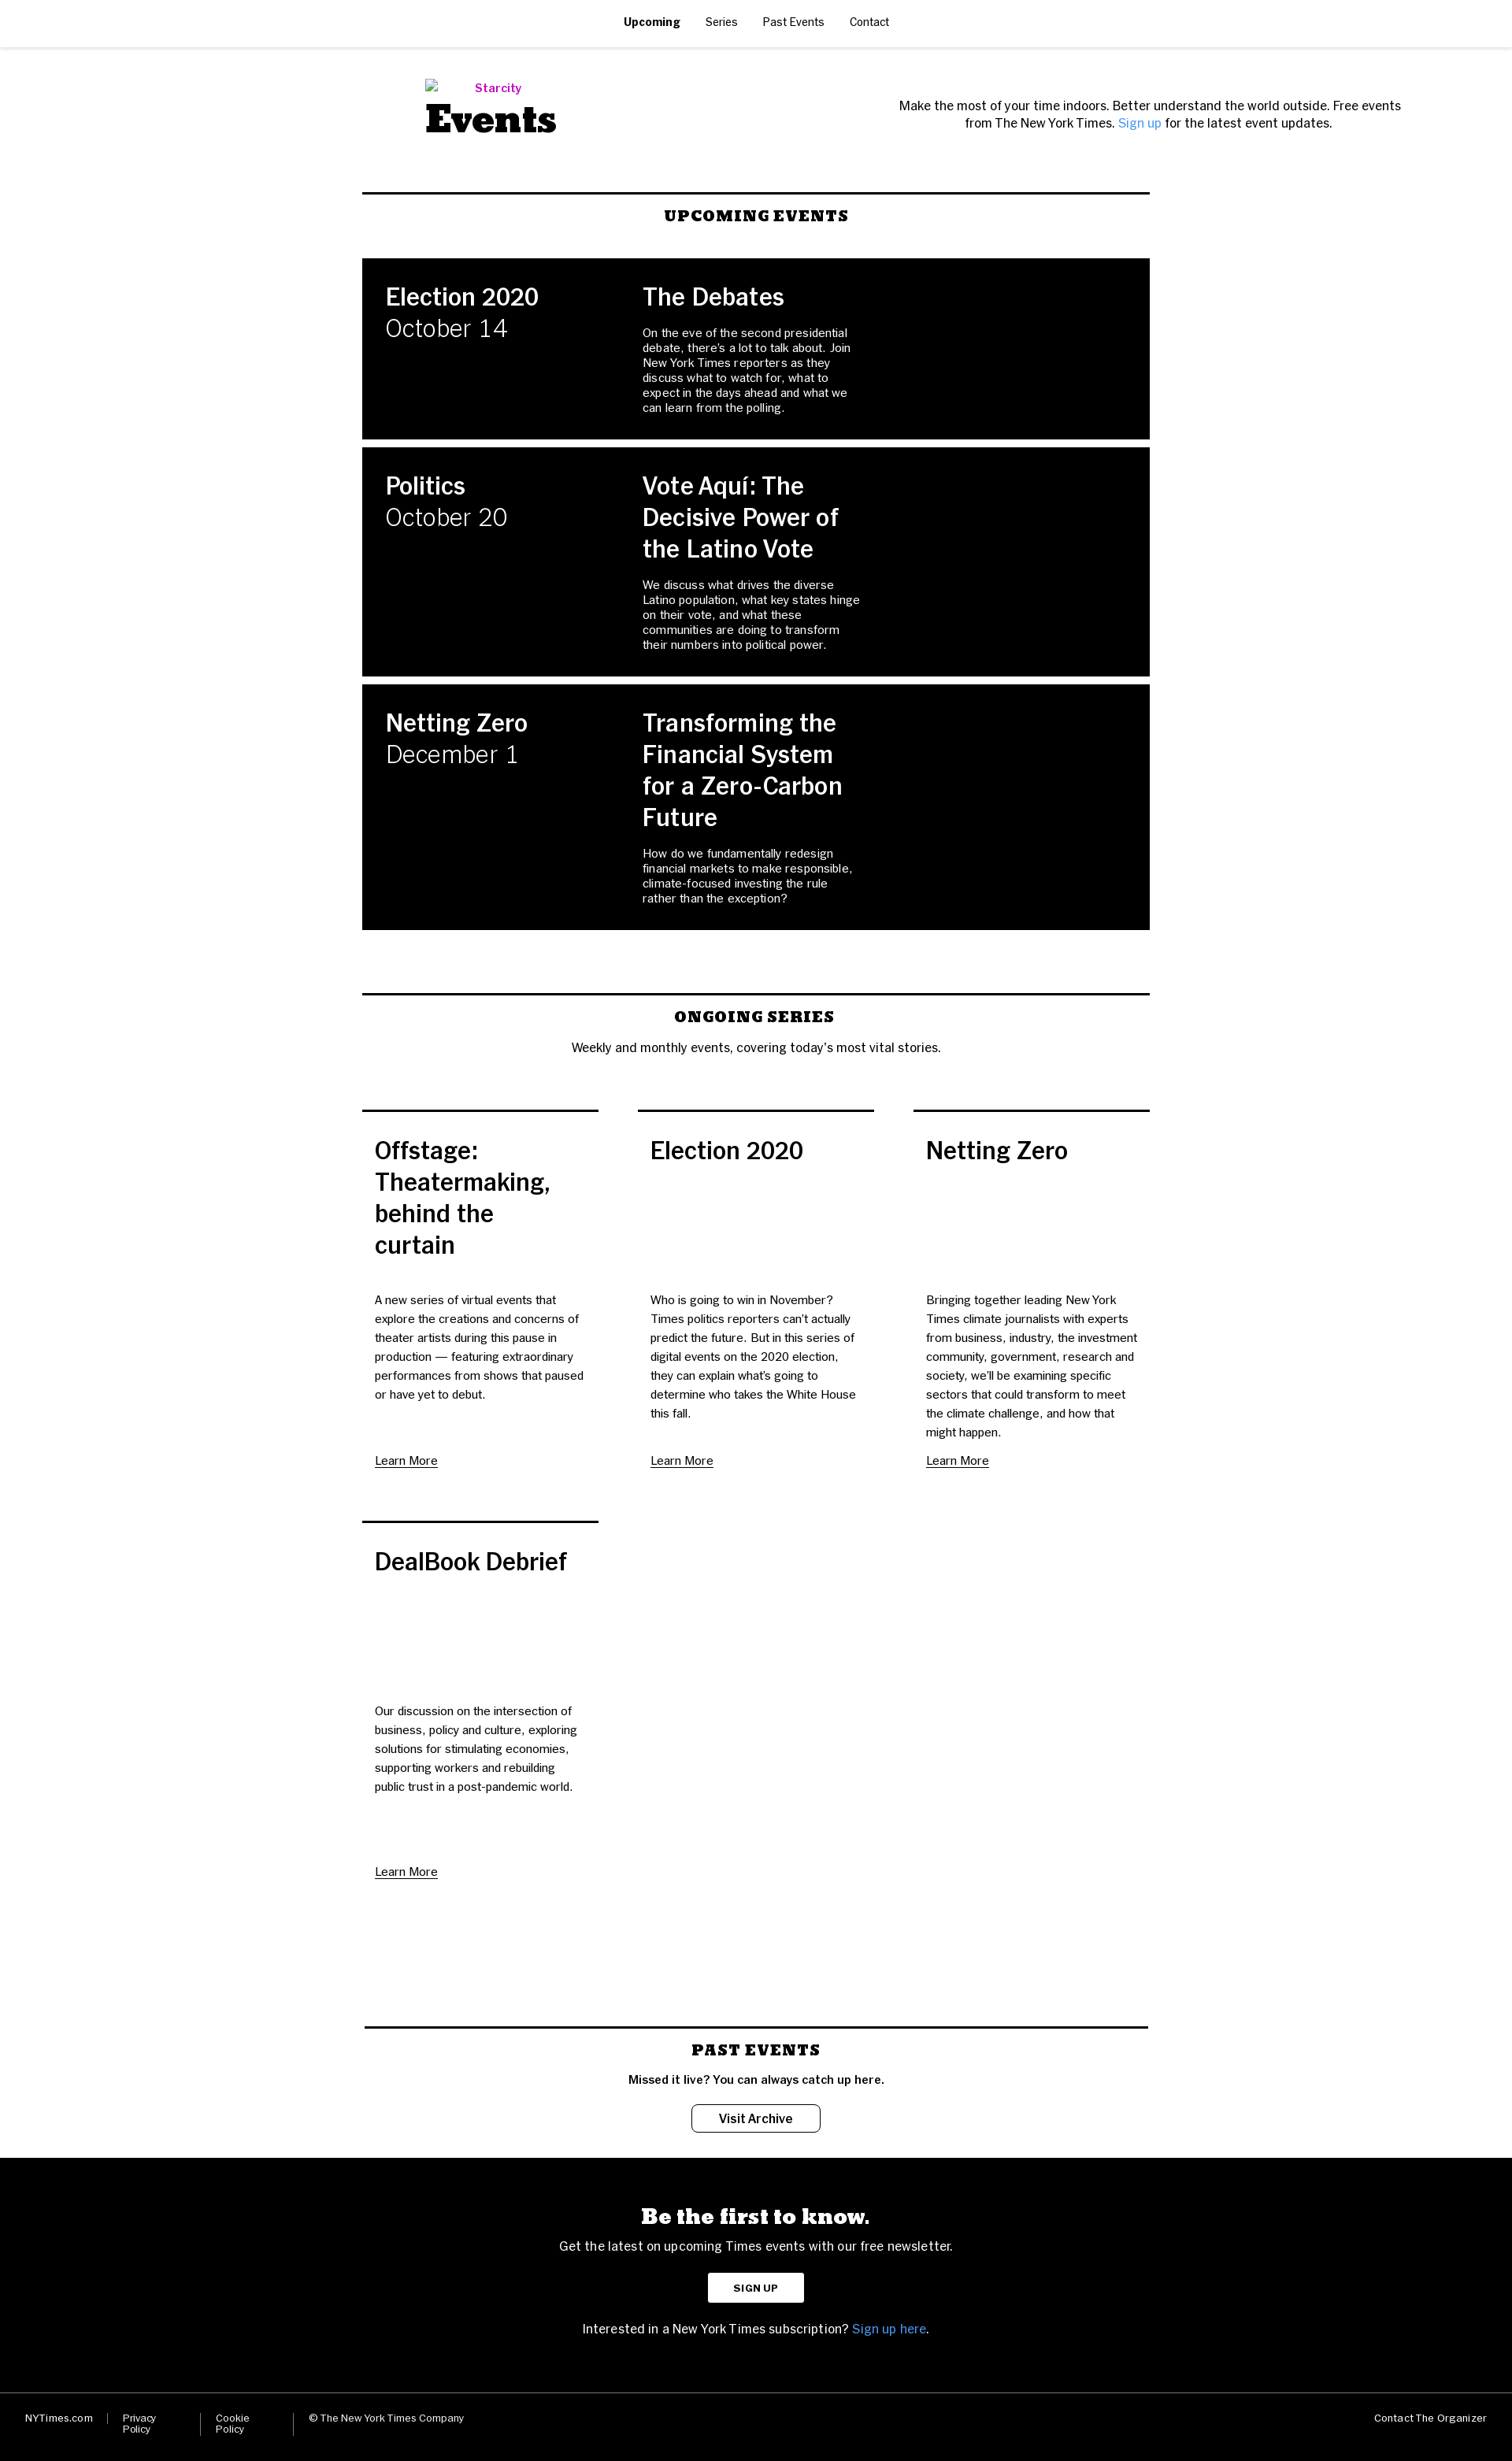 Upcoming Series Past Events Contact
Starcity
Events
Make the most of your time indoors. Better understand the world outside. Free events
from The New York Times. Sign up for the latest event updates.
UPCOMING EVENTS
Election 2020
October 14
The Debates
On the eve of the second presidential
debate, there's a lot to talk about. Join
New York Times reporters as they
discuss what to watch for, what to
expect in the days ahead and what we
can learn from the polling.
Politics
October 20
Vote Aquí: The
Decisive Power of
the Latino Vote
We discuss what drives the diverse
Latino population, what key states hinge
on their vote, and what these
communities are doing to transform
their numbers into political power.
Netting Zero
December 1
Transforming the
Financial System
for a Zero-Carbon
Future
How do we fundamentally redesign
financial markets to make responsible,
climate-focused investing the rule
rather than the exception?
ONGOING SERIES
Weekly and monthly events, covering today's most vital stories.
Offstage:
Theatermaking,
behind the
curtain
A new series of virtual events that
explore the creations and concerns of
theater artists during this pause in
production — featuring extraordinary
performances from shows that paused
or have yet to debut.
Learn More
Election 2020
Who is going to win in November?
Times politics reporters can't actually
predict the future. But in this series of
digital events on the 2020 election,
they can explain what's going to
determine who takes the White House
this fall.
Learn More
Netting Zero
Bringing together leading New York
Times climate journalists with experts
from business, industry, the investment
community, government, research and
society, we'll be examining specific
sectors that could transform to meet
the climate challenge, and how that
might happen.
Learn More
DealBook Debrief
Our discussion on the intersection of
business, policy and culture, exploring
solutions for stimulating economies,
supporting workers and rebuilding
public trust in a post-pandemic world.
Learn More
PAST EVENTS
Missed it live? You can always catch up here.
Visit Archive
Be the first to know.
Get the latest on upcoming Times events with our free newsletter.
SIGN UP
Interested in a New York Times subscription? Sign up here.
NYTimes.com
Privacy
Policy
Cookie
Policy
© The New York Times Company
Contact The Organizer